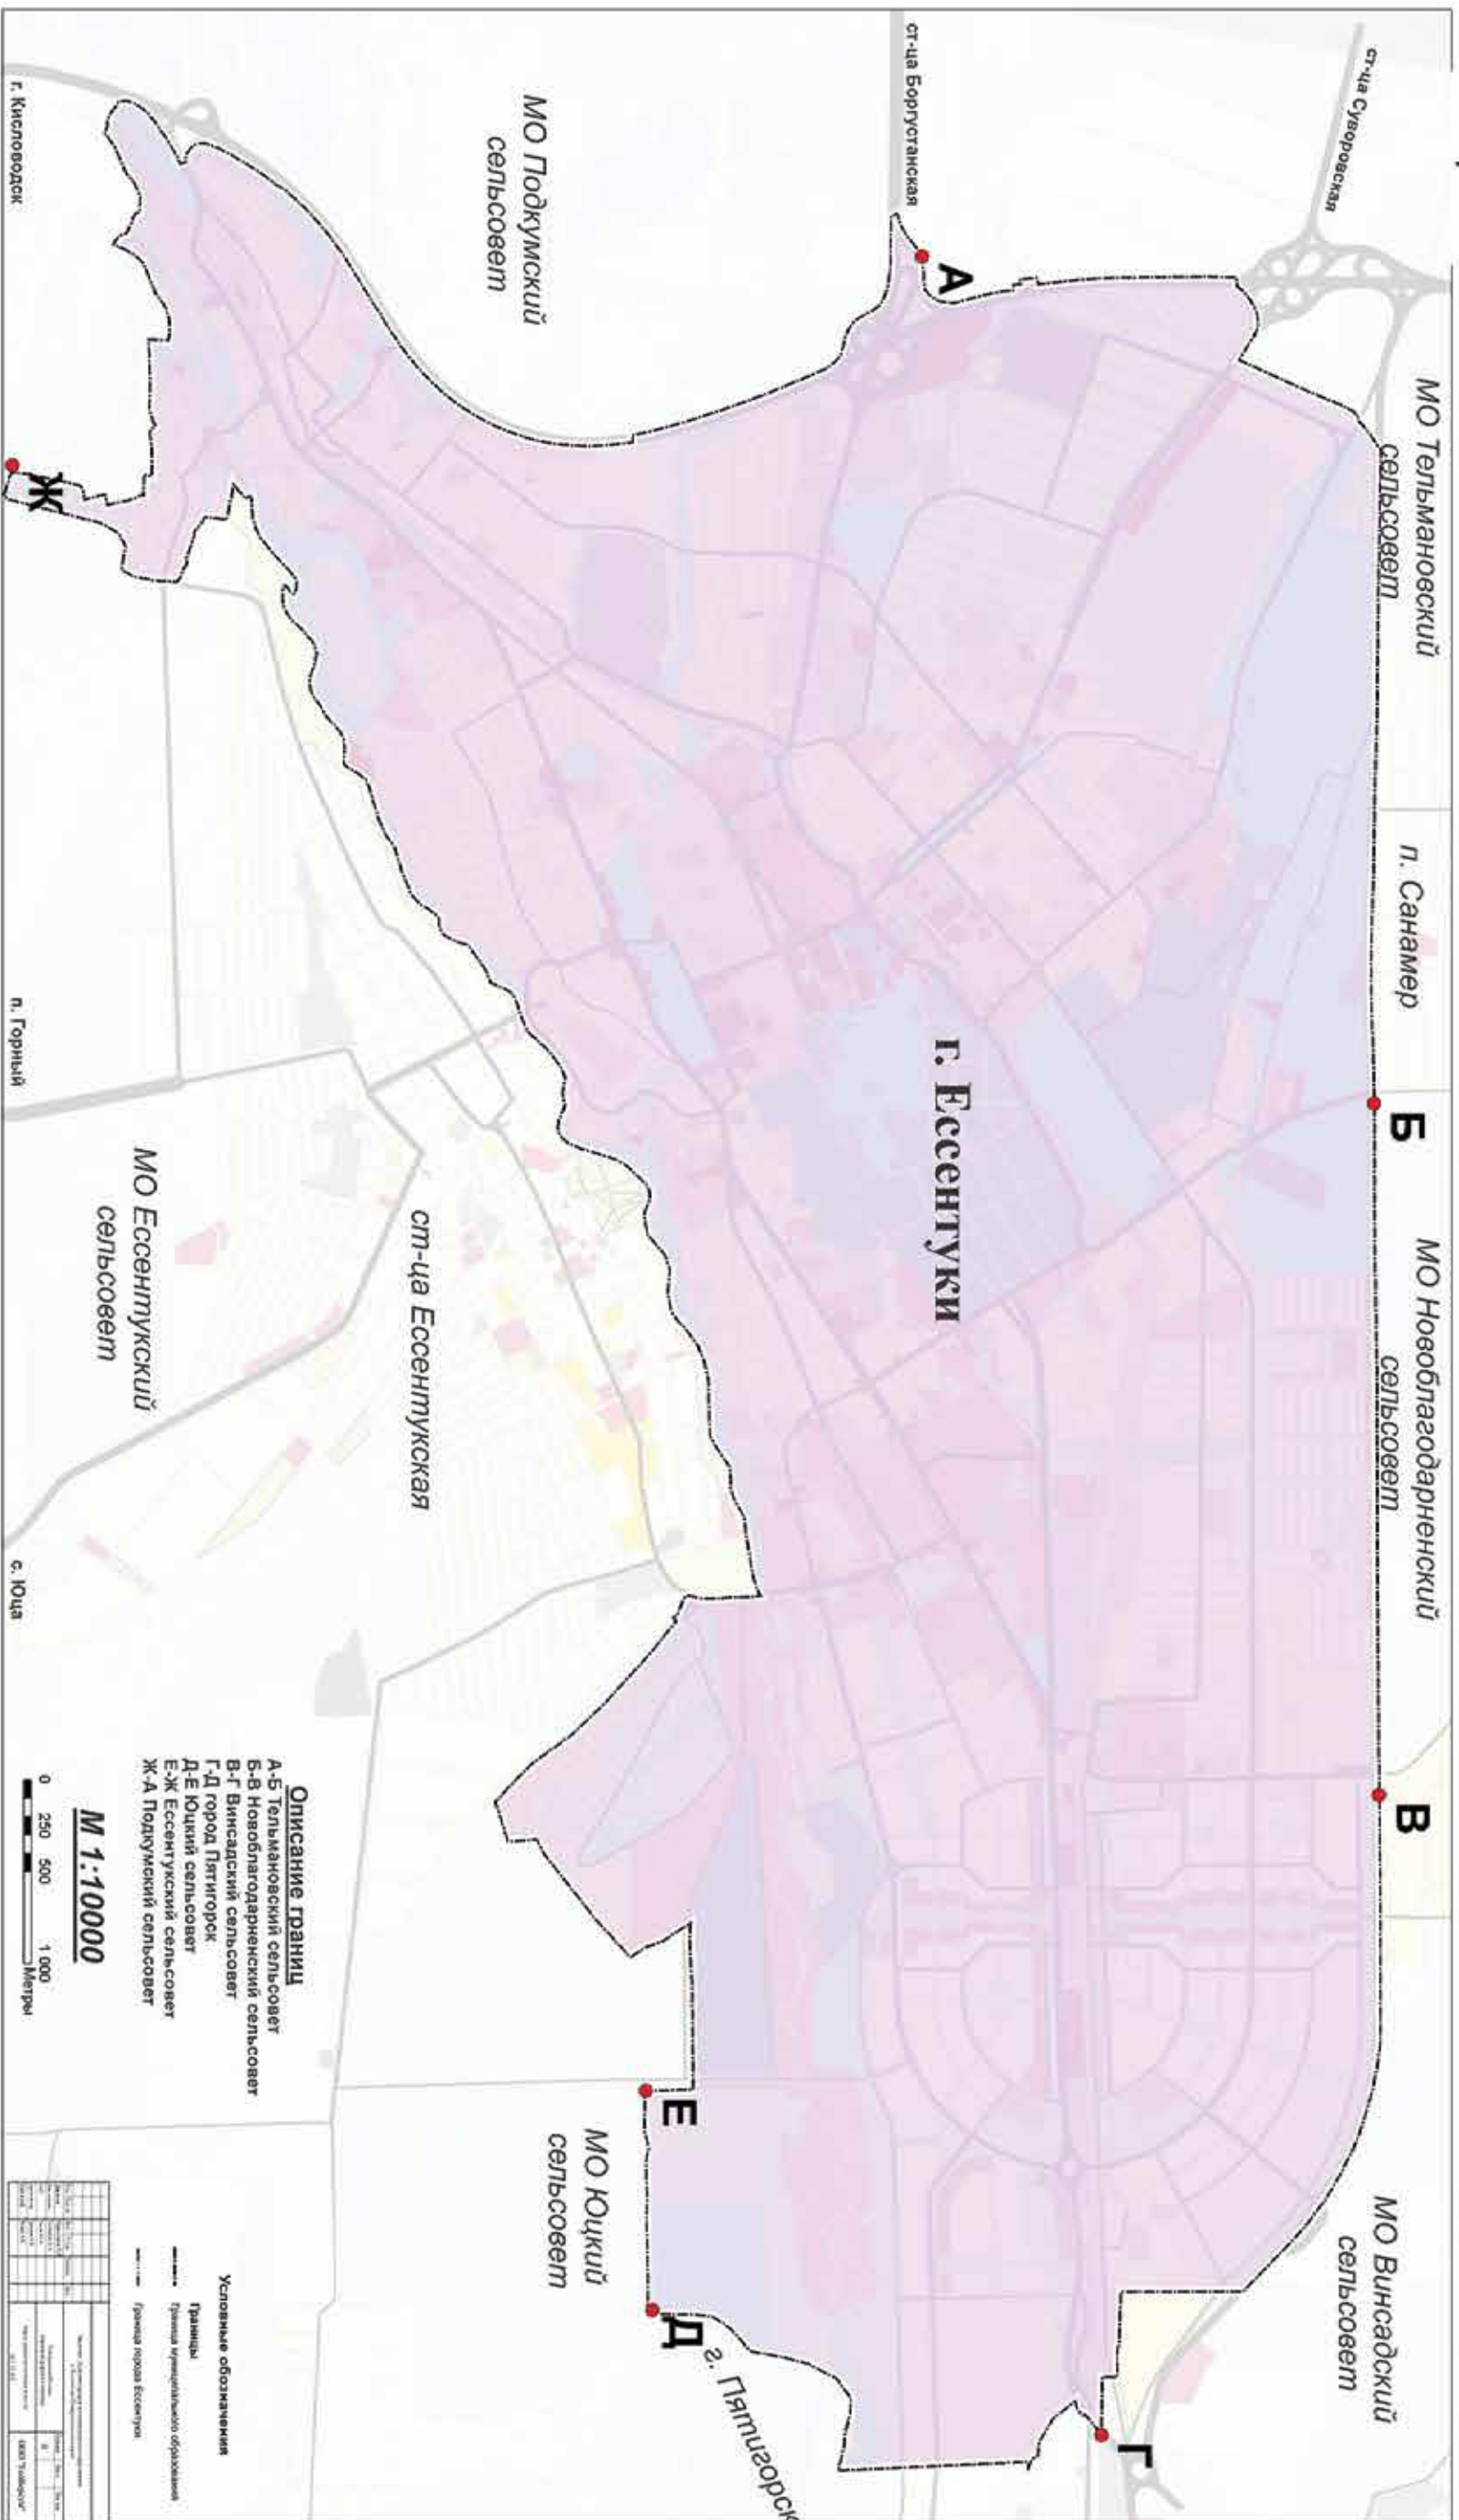 ст-ца Суворовская
ст-ца Боргустанская
МО Тельмановский
сельсовет
п. Санамер
Б
МО Новоблагодарненский
сельсовет
В
МО Винсадский
сельсовет
Г
А
г. Ессентуки
МО Подкумский
сельсовет
г. Кисловодск
Ж
п. Горный
МО Ессентукский
сельсовет
ст-ца Ессентукская
с. Юца
Е
МО Юцкий
сельсовет
Д
г. Пятигорск
Описание границ
А-Б Тельмановский сельсовет
Б-В Новоблагодарненский сельсовет
В-Г Винсадский сельсовет
Г-Д город Пятигорск
Д-Е Юцкий сельсовет
Е-Ж Ессентукский сельсовет
Ж-А Подкумский сельсовет
М 1:10000
0 250 500 1 000
Метры
Условные обозначения
Границы
Граница муниципального образования
Граница города Ессентуки